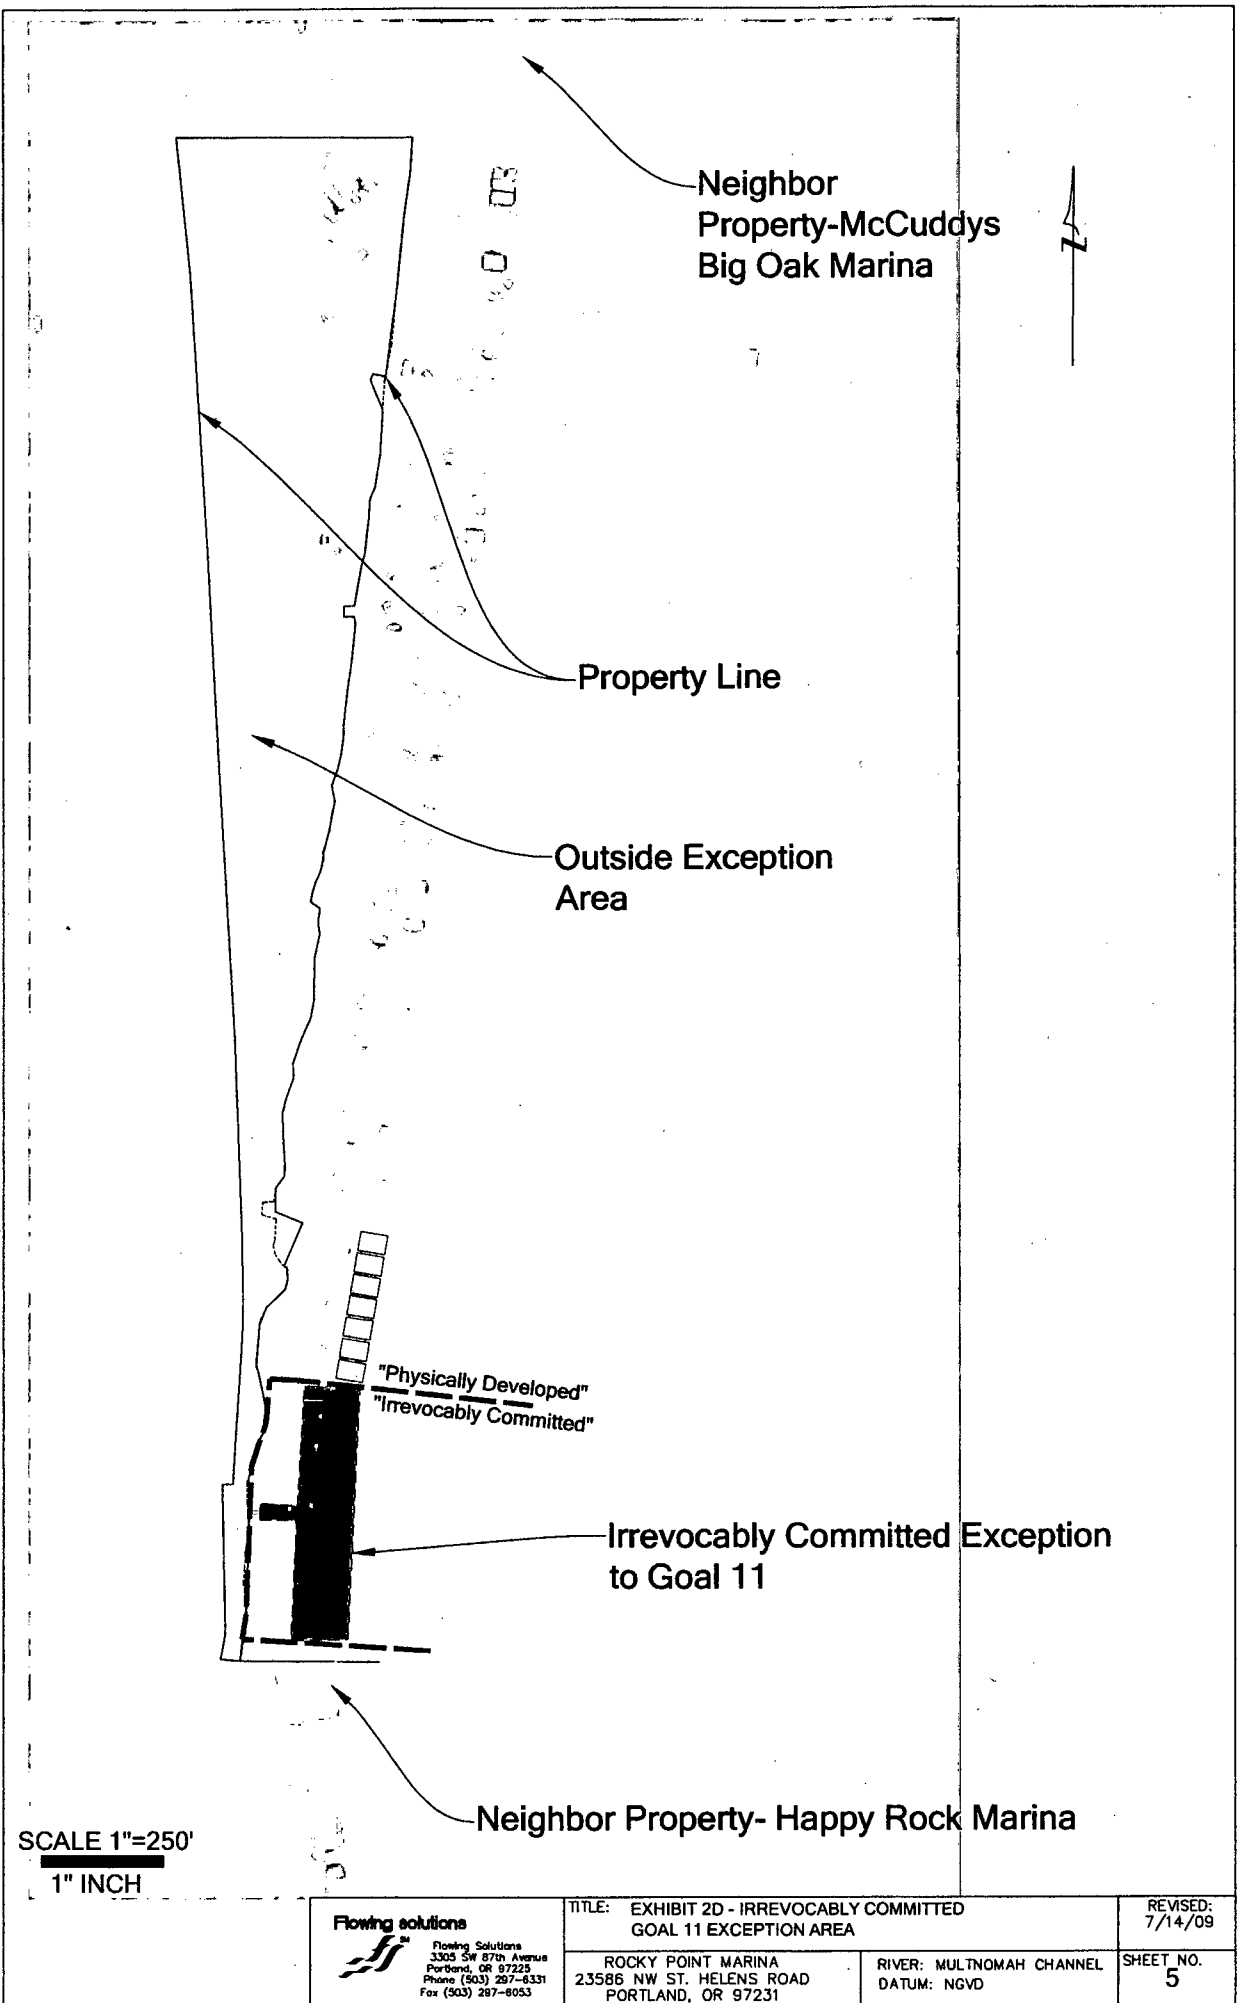 Neighbor
Property-McCuddys
Big Oak Marina
N
Property Line
Outside Exception
Area
"Physically Developed"
"Irrevocably Committed"
Irrevocably Committed Exception
to Goal 11
Neighbor Property- Happy Rock Marina
SCALE 1"=250'
1" INCH
Flowing solutions
SM
Flowing Solutions
3305 SW 87th Avenue
Portland, OR 97225
Phone (503) 297-6331
Fax (503) 297-6053
TITLE: EXHIBIT 2D - IRREVOCABLY COMMITTED
GOAL 11 EXCEPTION AREA
REVISED:
7/14/09
ROCKY POINT MARINA
23586 NW ST. HELENS ROAD
PORTLAND, OR 97231
RIVER: MULTNOMAH CHANNEL
DATUM: NGVD
SHEET NO.
5